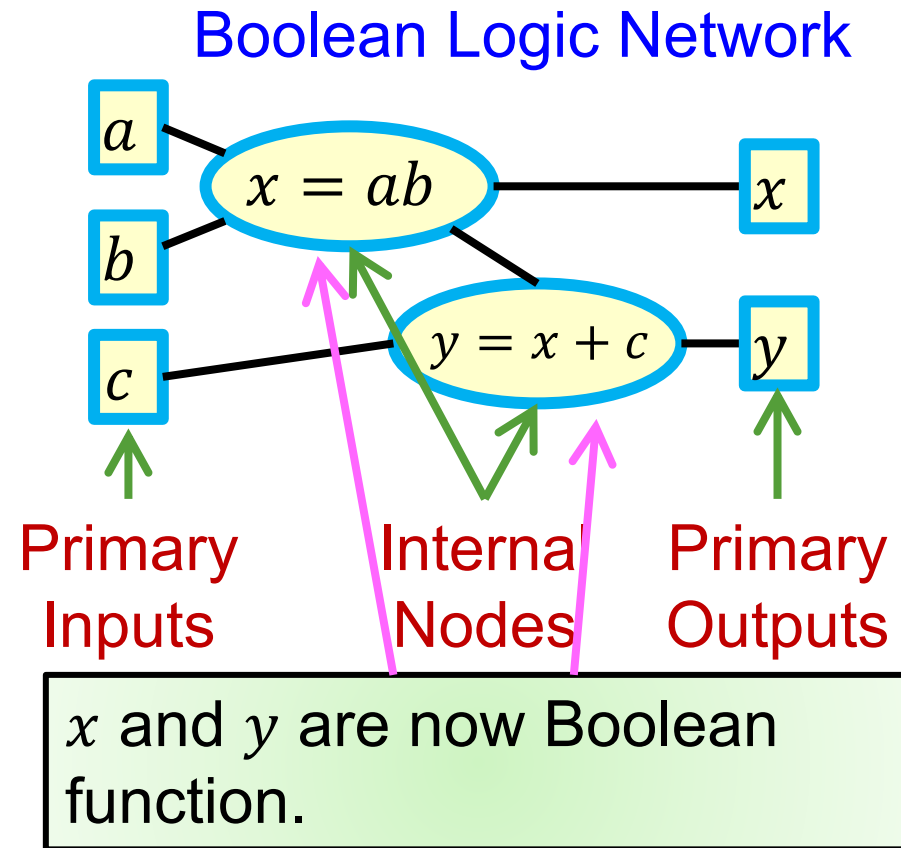 Boolean Logic Network
a
x = ab
x
b
c
y = x + c
y
Primary
Inputs
Internal
Nodes
Primary
Outputs
x and y are now Boolean
function.